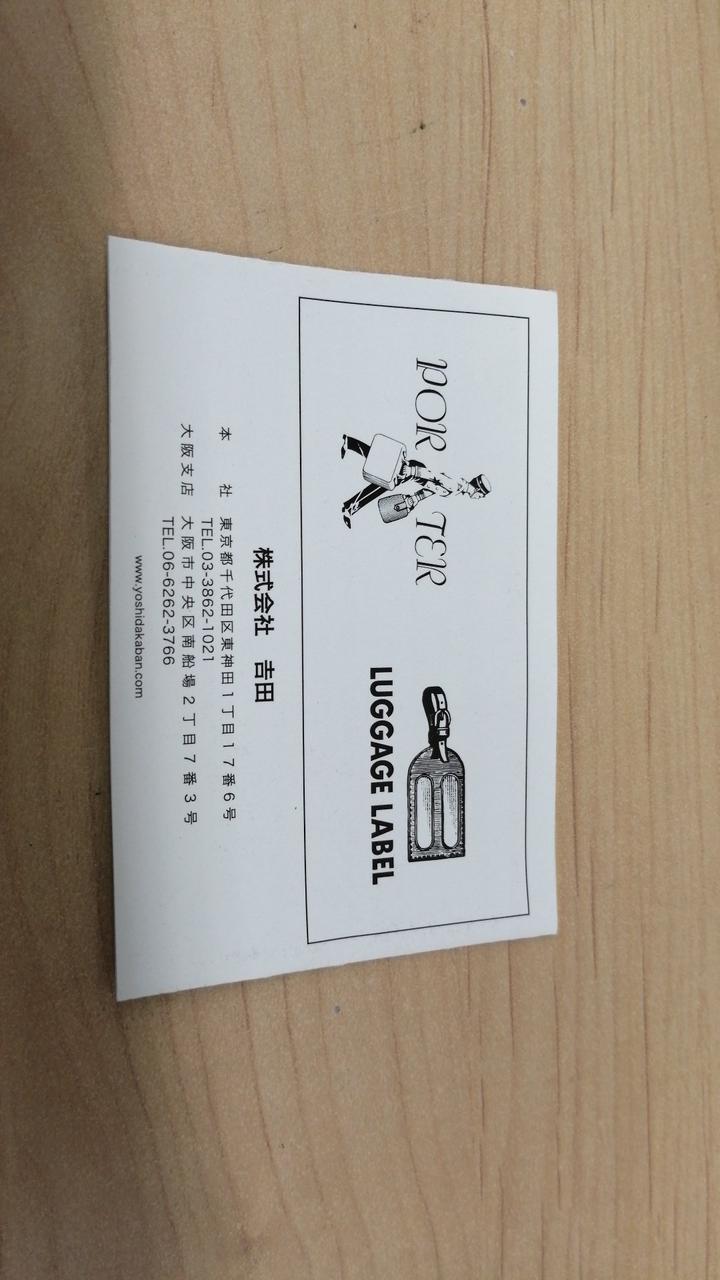 PORTER
LUGGAGE LABEL
株式会社 吉田
本 社 東京都千代田区東神田1丁目17番6号
TEL.03-3862-1021
大阪支店 大阪市中央区南船場2丁目7番3号
TEL.06-6262-3766
www.yoshidakaban.com